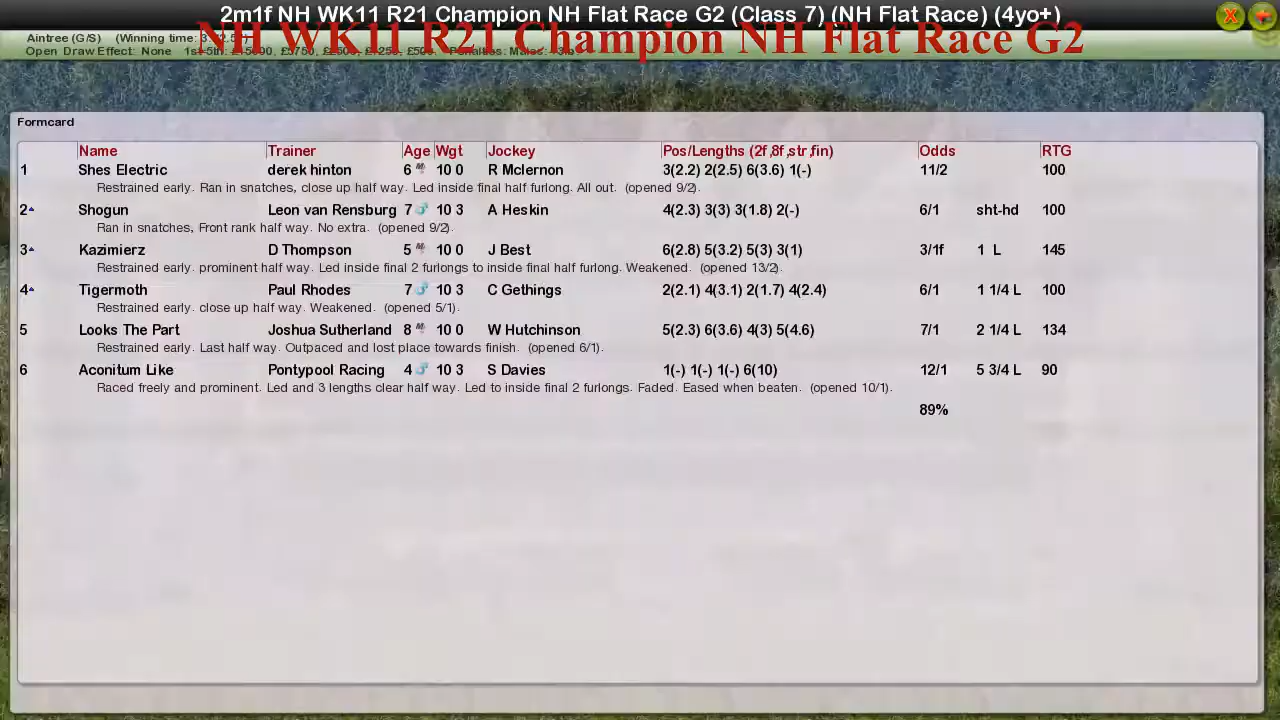 2m1f NH WK11 R21 Champion NH Flat Race G2 (Class 7) (NH Flat Race) (4yo+)
NH WK11 R21 Champion NH Flat Race G2
Aintree (G/S) (Winning time:
Open Draw Effect: None 1st-5th: £3750, £2500, £1250, £500, Penalties: Males:
Formcard
Name Trainer Age Wgt Jockey Pos/Lengths (2f,8f,str,fin) Odds RTG
1 Shes Electric derek hinton 6 10 0 R Mclernon 3(2.2) 2(2.5) 6(3.6) 1(-) 11/2 100
Restrained early. Ran in snatches, close up half way. Led inside final half furlong. All out. (opened 9/2).
2 Shogun Leon van Rensburg 7 10 3 A Heskin 4(2.3) 3(3) 3(1.8) 2(-) 6/1 sht-hd 100
Ran in snatches, Front rank half way. No extra. (opened 9/2).
3 Kazimierz D Thompson 5 10 0 J Best 6(2.8) 5(3.2) 5(3) 3(1) 3/1f 1 L 145
Restrained early. prominent half way. Led inside final 2 furlongs to inside final half furlong. Weakened. (opened 13/2).
4 Tigermoth Paul Rhodes 7 10 3 C Gethings 2(2.1) 4(3.1) 2(1.7) 4(2.4) 6/1 1 1/4 L 100
Restrained early. close up half way. Weakened. (opened 5/1).
5 Looks The Part Joshua Sutherland 8 10 0 W Hutchinson 5(2.3) 6(3.6) 4(3) 5(4.6) 7/1 2 1/4 L 134
Restrained early. Last half way. Outpaced and lost place towards finish. (opened 6/1).
6 Aconitum Like Pontypool Racing 4 10 3 S Davies 1(-) 1(-) 1(-) 6(10) 12/1 5 3/4 L 90
Raced freely and prominent. Led and 3 lengths clear half way. Led to inside final 2 furlongs. Faded. Eased when beaten. (opened 10/1).
89%